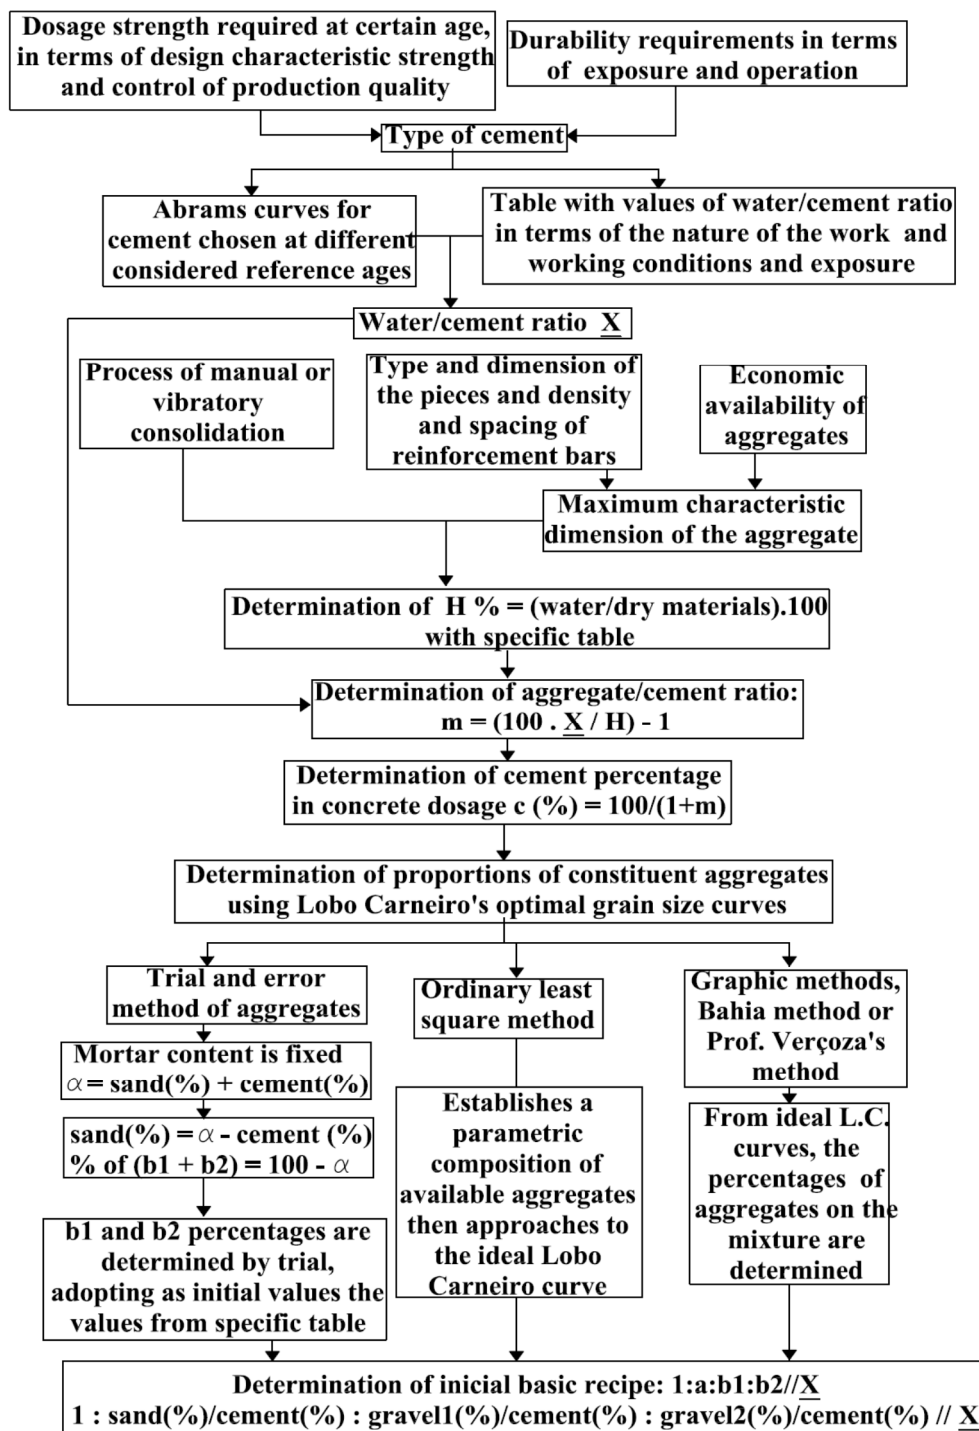 Dosage strength required at certain age,
in terms of design characteristic strength
and control of production quality
Durability requirements in terms
of exposure and operation
Type of cement
Abrams curves for
cement chosen at different
considered reference ages
Table with values of water/cement ratio
in terms of the nature of the work and
working conditions and exposure
Water/cement ratio X
Process of manual or
vibratory
consolidation
Type and dimension of
the pieces and density
and spacing of
reinforcement bars
Economic
availability of
aggregates
Maximum characteristic
dimension of the aggregate
Determination of H % = (water/dry materials).100
with specific table
Determination of aggregate/cement ratio:
m = (100 . X / H) - 1
Determination of cement percentage
in concrete dosage c (%) = 100/(1+m)
Determination of proportions of constituent aggregates
using Lobo Carneiro's optimal grain size curves
Trial and error
method of aggregates
Mortar content is fixed
α = sand(%) + cement(%)
sand(%) = α - cement (%)
% of (b1 + b2) = 100 - α
b1 and b2 percentages are
determined by trial,
adopting as initial values the
values from specific table
Ordinary least
square method
Establishes a
parametric
composition of
available aggregates
then approaches to
the ideal Lobo
Carneiro curve
Graphic methods,
Bahia method or
Prof. Verçoza's
method
From ideal L.C.
curves, the
percentages of
aggregates on the
mixture are
determined
Determination of inicial basic recipe: 1:a:b1:b2//X
1 : sand(%)/cement(%) : gravel1(%)/cement(%) : gravel2(%)/cement(%) // X